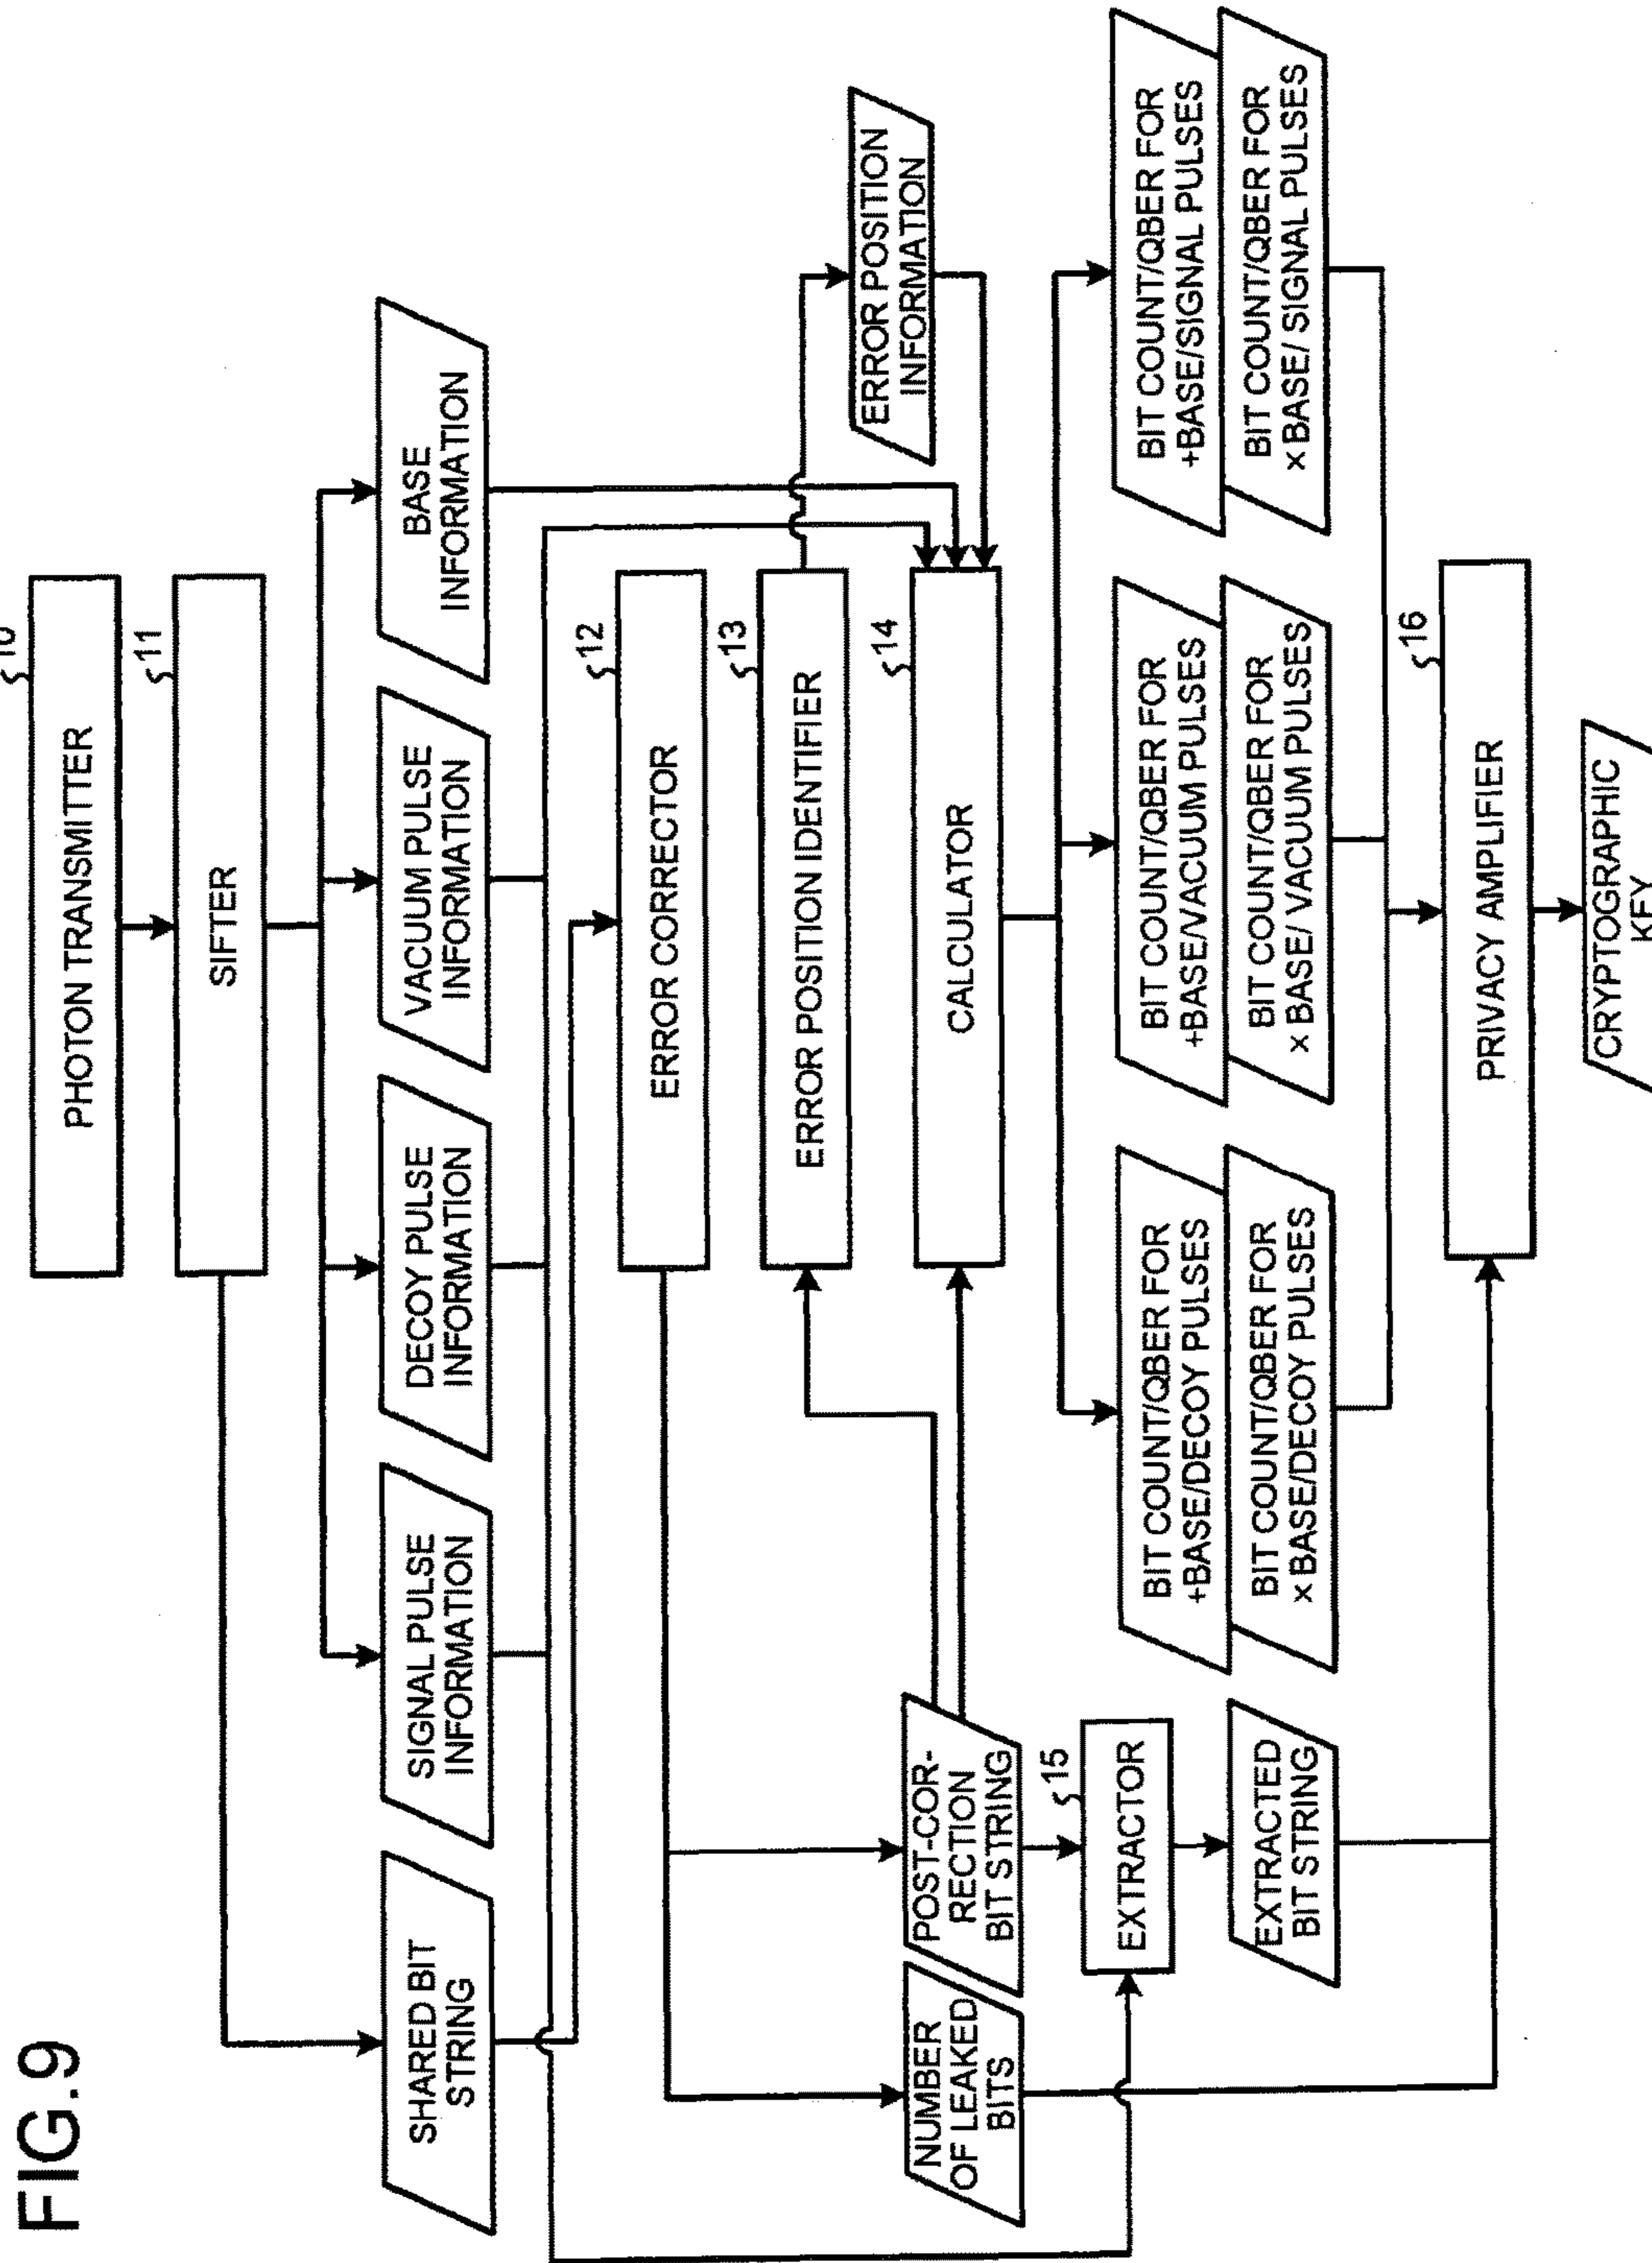 FIG.9
10
PHOTON TRANSMITTER
11
SIFTER
SHARED BIT
STRING
SIGNAL PULSE
INFORMATION
DECOY PULSE
INFORMATION
VACUUM PULSE
INFORMATION
BASE
INFORMATION
12
ERROR CORRECTOR
13
ERROR POSITION IDENTIFIER
ERROR POSITION
INFORMATION
14
CALCULATOR
NUMBER
OF LEAKED
BITS
POST-COR-
RECTION
BIT STRING
15
EXTRACTOR
EXTRACTED
BIT STRING
BIT COUNT/QBER FOR
+BASE/DECOY PULSES
BIT COUNT/QBER FOR
× BASE/DECOY PULSES
BIT COUNT/QBER FOR
+BASE/VACUUM PULSES
BIT COUNT/QBER FOR
× BASE/ VACUUM PULSES
BIT COUNT/QBER FOR
+BASE/SIGNAL PULSES
BIT COUNT/QBER FOR
× BASE/ SIGNAL PULSES
16
PRIVACY AMPLIFIER
CRYPTOGRAPHIC
KEY